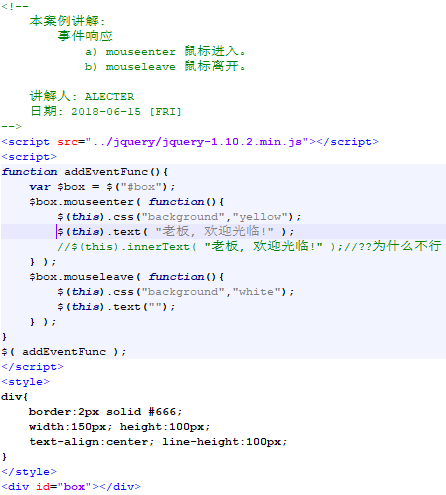 <!--
    本案例讲解:
        事件响应
            a) mouseenter 鼠标进入。
            b) mouseleave 鼠标离开。

    讲解人: ALECTER
    日期: 2018-06-15 [FRI]
-->
<script src="../jquery/jquery-1.10.2.min.js"></script>
<script>
function addEventFunc(){
    var $box = $("#box");
    $box.mouseenter( function(){
        $(this).css("background","yellow");
        $(this).text( "老板, 欢迎光临!" );
        //$(this).innerText( "老板, 欢迎光临!" );//??为什么不行
    } );
    $box.mouseleave( function(){
        $(this).css("background","white");
        $(this).text("");
    } );
}
$( addEventFunc );
</script>
<style>
div{
    border:2px solid #666;
    width:150px; height:100px;
    text-align:center; line-height:100px;
}
</style>
<div id="box"></div>